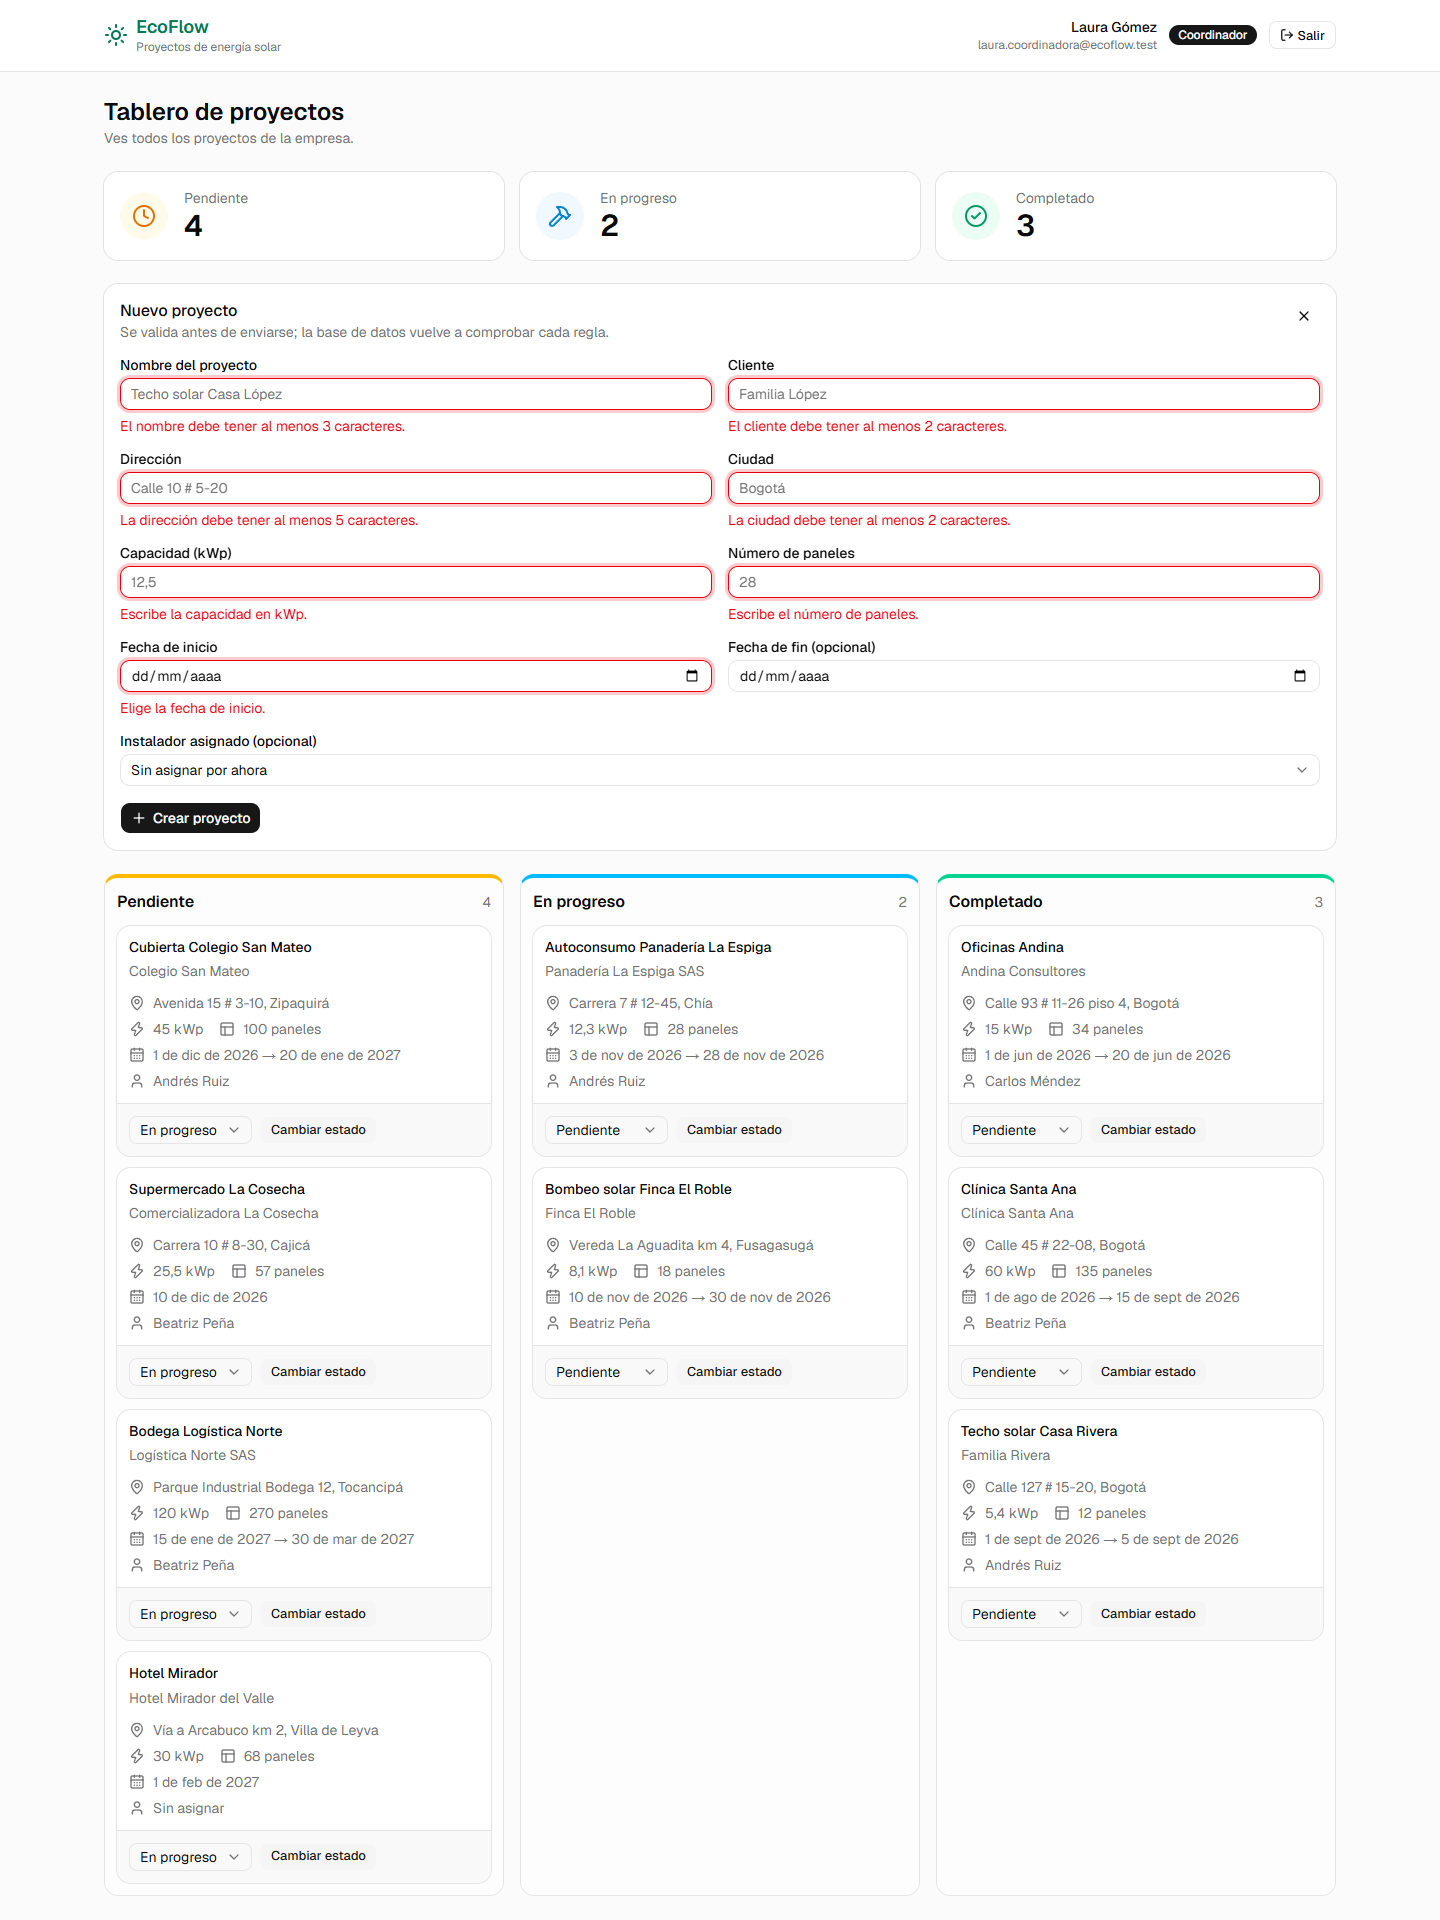 EcoFlow
Proyectos de energía solar
Laura Gómez
laura.coordinadora@ecoflow.test
Coordinador
Salir
Tablero de proyectos
Ves todos los proyectos de la empresa.
Pendiente
4
En progreso
2
Completado
3
Nuevo proyecto
Se valida antes de enviarse; la base de datos vuelve a comprobar cada regla.
Nombre del proyecto
Techo solar Casa López
El nombre debe tener al menos 3 caracteres.
Cliente
Familia López
El cliente debe tener al menos 2 caracteres.
Dirección
Calle 10 # 5-20
La dirección debe tener al menos 5 caracteres.
Ciudad
Bogotá
La ciudad debe tener al menos 2 caracteres.
Capacidad (kWp)
12,5
Escribe la capacidad en kWp.
Número de paneles
28
Escribe el número de paneles.
Fecha de inicio
dd/mm/aaaa
Elige la fecha de inicio.
Fecha de fin (opcional)
dd/mm/aaaa
Instalador asignado (opcional)
Sin asignar por ahora
Crear proyecto
Pendiente 4
Cubierta Colegio San Mateo
Colegio San Mateo
Avenida 15 # 3-10, Zipaquirá
45 kWp 100 paneles
1 de dic de 2026 → 20 de ene de 2027
Andrés Ruiz
En progreso Cambiar estado
Supermercado La Cosecha
Comercializadora La Cosecha
Carrera 10 # 8-30, Cajicá
25,5 kWp 57 paneles
10 de dic de 2026
Beatriz Peña
En progreso Cambiar estado
Bodega Logística Norte
Logística Norte SAS
Parque Industrial Bodega 12, Tocancipá
120 kWp 270 paneles
15 de ene de 2027 → 30 de mar de 2027
Beatriz Peña
En progreso Cambiar estado
Hotel Mirador
Hotel Mirador del Valle
Vía a Arcabuco km 2, Villa de Leyva
30 kWp 68 paneles
1 de feb de 2027
Sin asignar
En progreso Cambiar estado
En progreso 2
Autoconsumo Panadería La Espiga
Panadería La Espiga SAS
Carrera 7 # 12-45, Chía
12,3 kWp 28 paneles
3 de nov de 2026 → 28 de nov de 2026
Andrés Ruiz
Pendiente Cambiar estado
Bombeo solar Finca El Roble
Finca El Roble
Vereda La Aguadita km 4, Fusagasugá
8,1 kWp 18 paneles
10 de nov de 2026 → 30 de nov de 2026
Beatriz Peña
Pendiente Cambiar estado
Completado 3
Oficinas Andina
Andina Consultores
Calle 93 # 11-26 piso 4, Bogotá
15 kWp 34 paneles
1 de jun de 2026 → 20 de jun de 2026
Carlos Méndez
Pendiente Cambiar estado
Clínica Santa Ana
Clínica Santa Ana
Calle 45 # 22-08, Bogotá
60 kWp 135 paneles
1 de ago de 2026 → 15 de sept de 2026
Beatriz Peña
Pendiente Cambiar estado
Techo solar Casa Rivera
Familia Rivera
Calle 127 # 15-20, Bogotá
5,4 kWp 12 paneles
1 de sept de 2026 → 5 de sept de 2026
Andrés Ruiz
Pendiente Cambiar estado